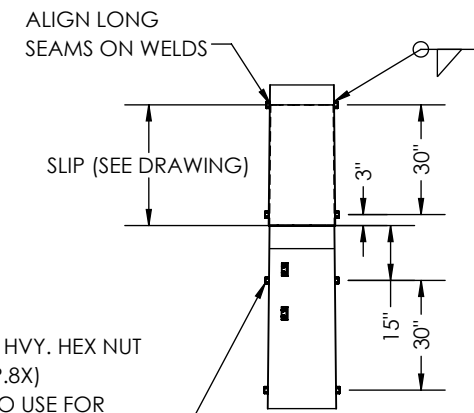 ALIGN LONG
SEAMS ON WELDS
SLIP (SEE DRAWING)
3"
30"
15"
30"
HVY. HEX NUT
.8X)
O USE FOR